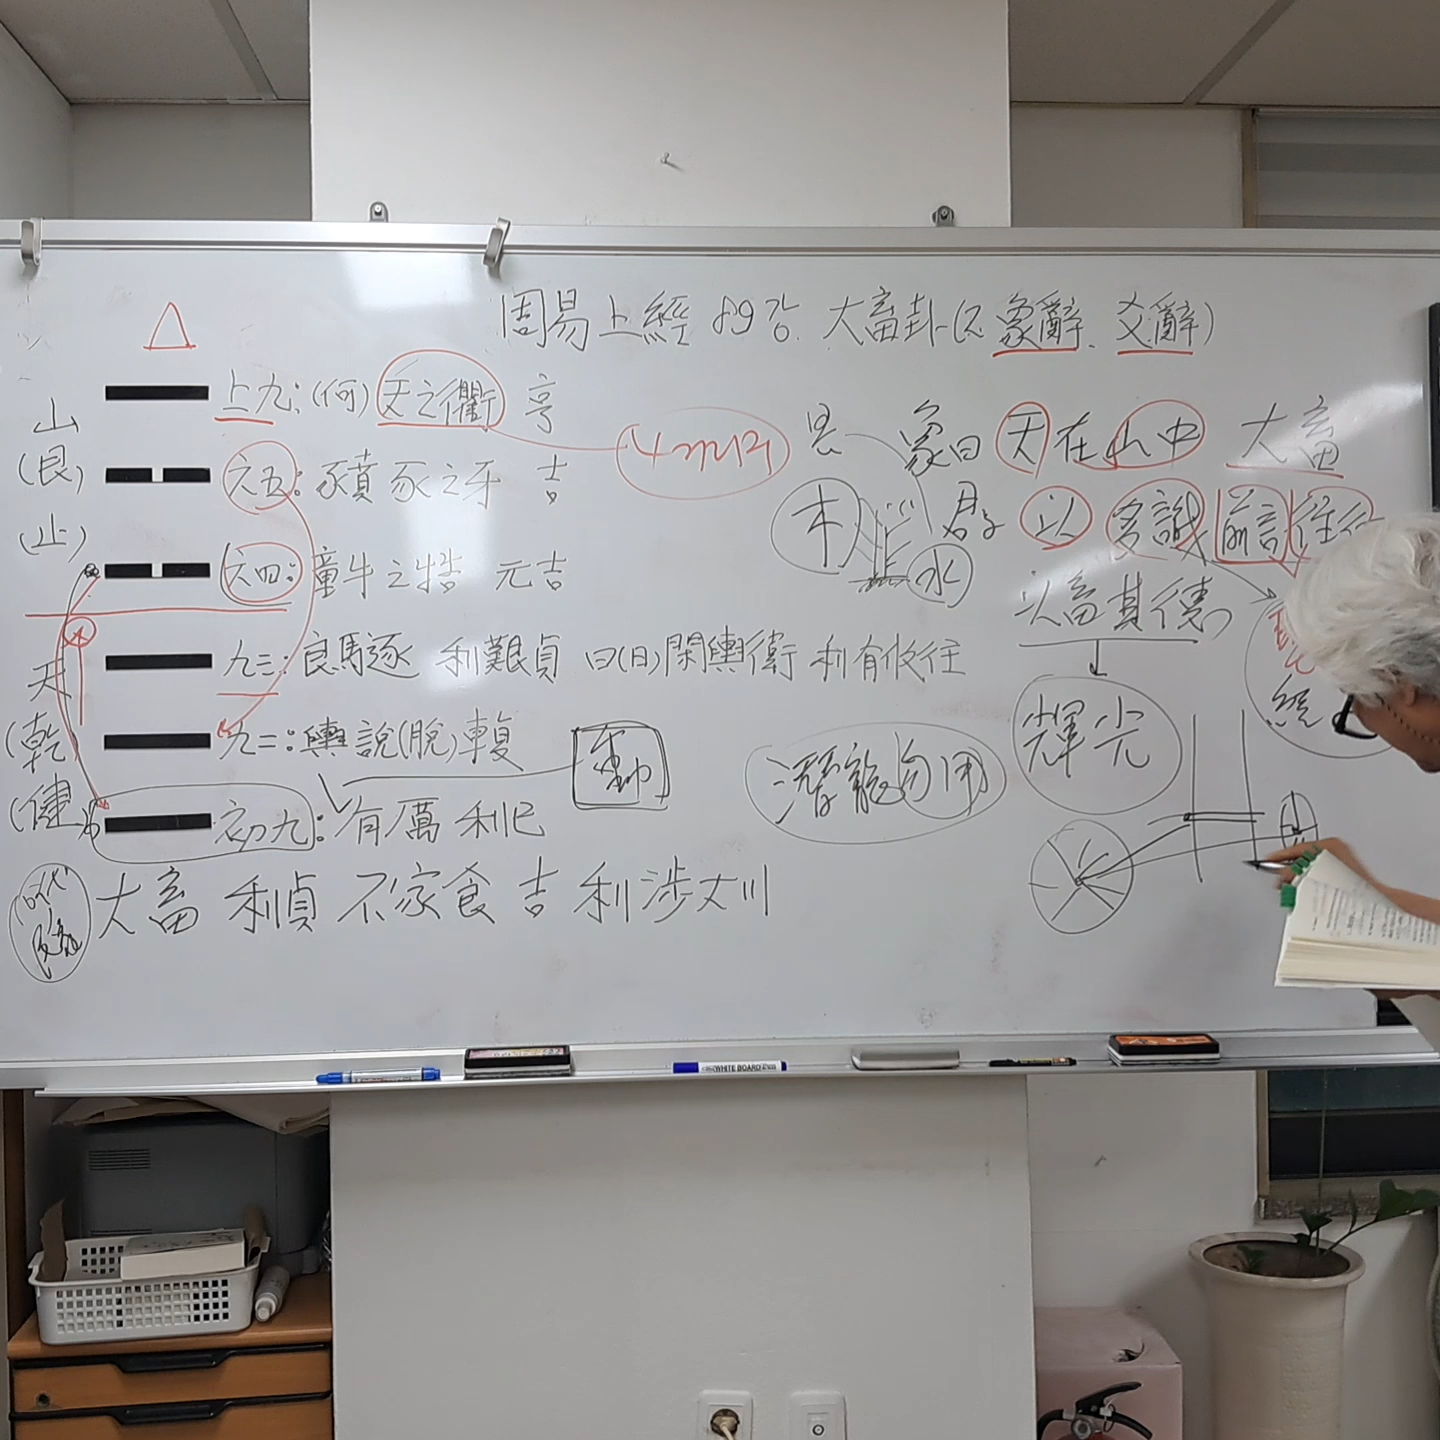 周易上經 89강. 大畜卦(2) 象辭、爻辭)
上九: (何) 天之衢 亨
六五: 豶豕之牙 吉
六四: 童牛之牿 元吉
九三: 良馬逐 利艱貞 曰(日)閑輿衛 利有攸往
九二: 輿說(脫)輹
初九: 有厲 利已
大畜 利貞 不家食 吉 利涉大川
山
(艮)
(止)
天
(乾)
(健)
象曰 天在山中 大畜
君子 以 多識 前言 往行
以畜其德
木
水
輝光
潛龍勿用
WHITE BOARD